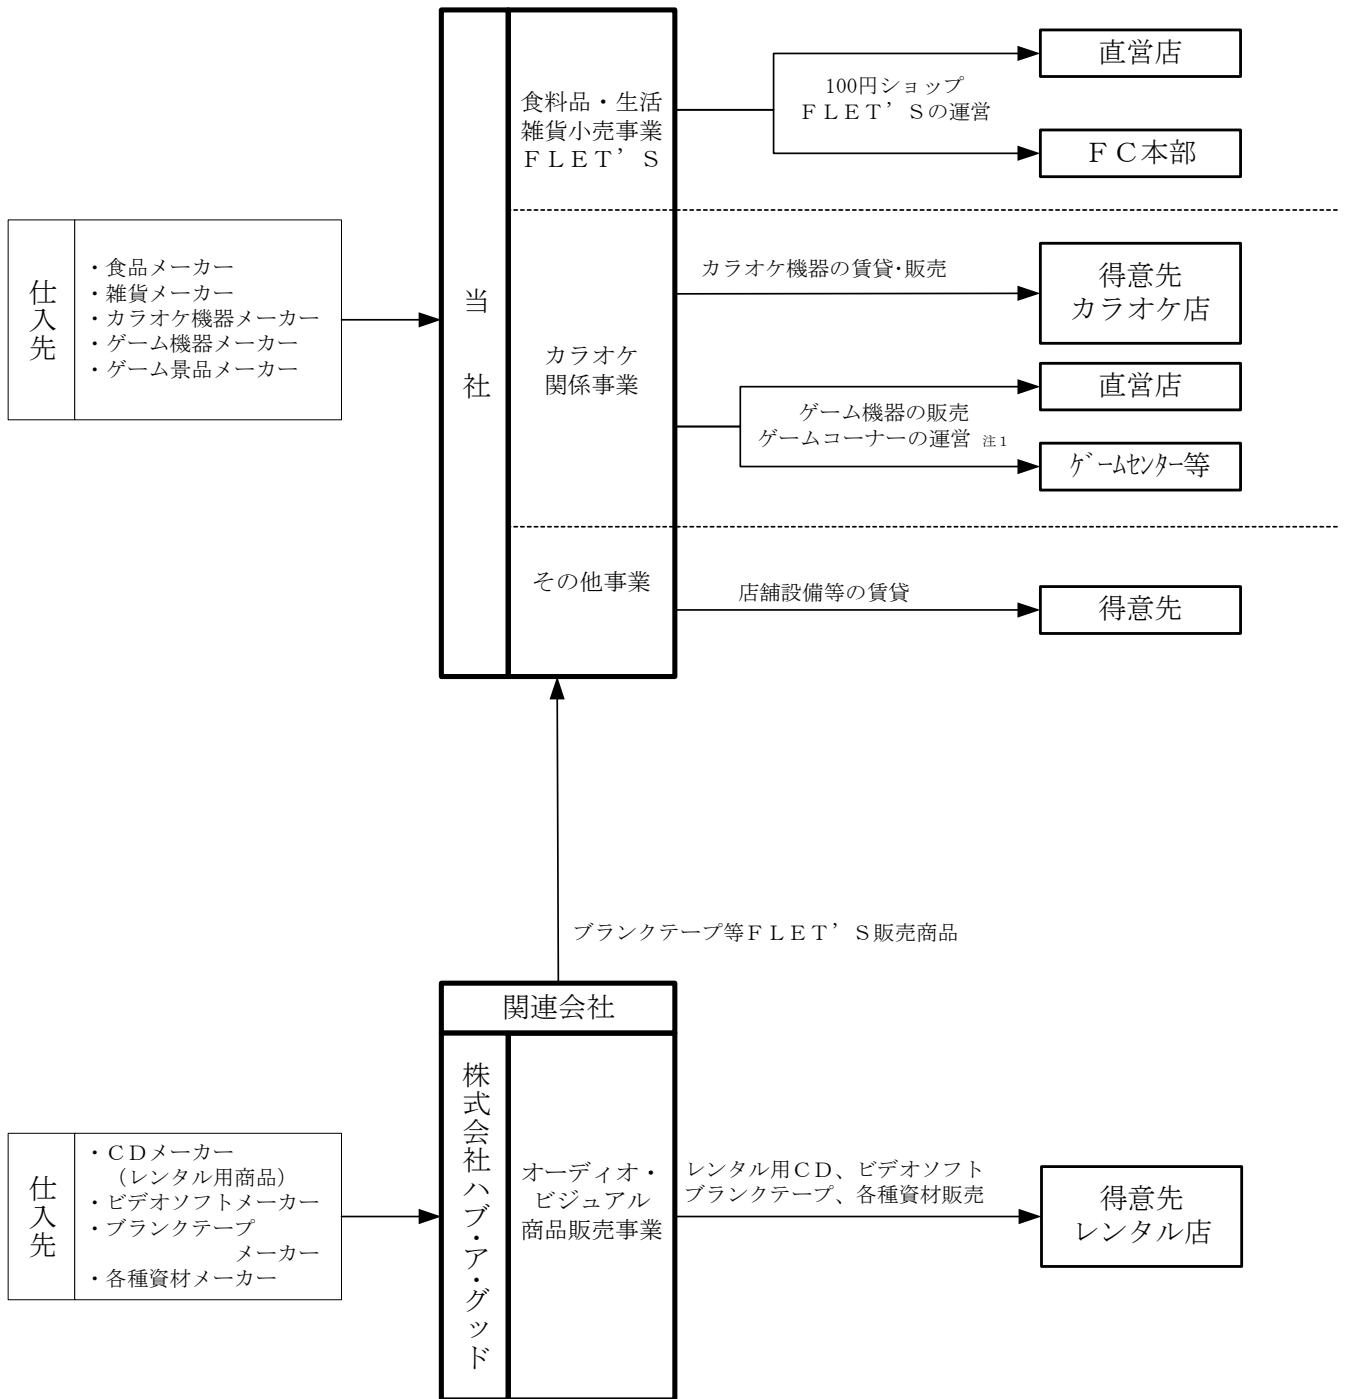 仕入先
・食品メーカー
・雑貨メーカー
・カラオケ機器メーカー
・ゲーム機器メーカー
・ゲーム景品メーカー
当社
食料品・生活
雑貨小売事業
ＦＬＥＴ’Ｓ
100円ショップ
ＦＬＥＴ’Ｓの運営
直営店
ＦＣ本部
カラオケ
関係事業
カラオケ機器の賃貸･販売
得意先
カラオケ店
ゲーム機器の販売
ゲームコーナーの運営 注１
直営店
ｹﾞｰﾑｾﾝﾀｰ等
その他事業
店舗設備等の賃貸
得意先
ブランクテープ等ＦＬＥＴ’Ｓ販売商品
関連会社
仕入先
・ＣＤメーカー
（レンタル用商品）
・ビデオソフトメーカー
・ブランクテープ
メーカー
・各種資材メーカー
株式会社ハブ・ア・グッド
オーディオ・
ビジュアル
商品販売事業
レンタル用ＣＤ、ビデオソフト
ブランクテープ、各種資材販売
得意先
レンタル店